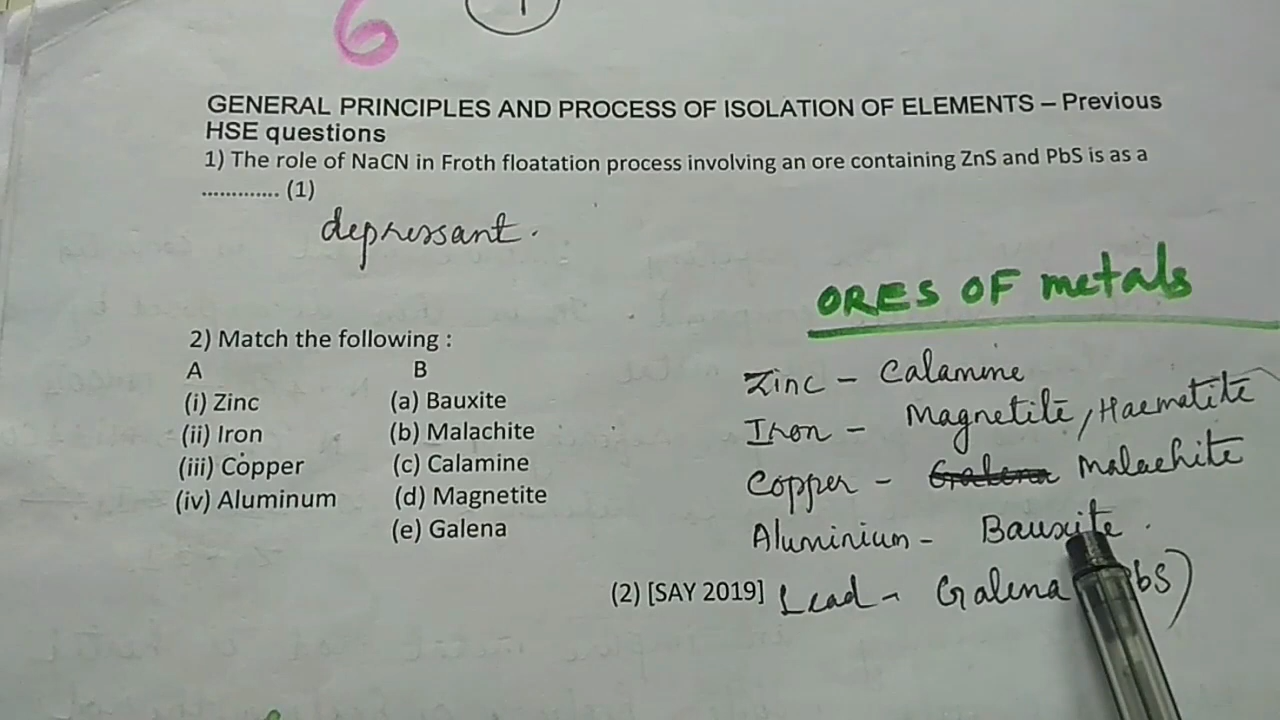 6 1
GENERAL PRINCIPLES AND PROCESS OF ISOLATION OF ELEMENTS – Previous
HSE questions
1) The role of NaCN in Froth floatation process involving an ore containing ZnS and PbS is as a
............. (1)
depressant.
ORES OF metals
2) Match the following :
A B
(i) Zinc (a) Bauxite
(ii) Iron (b) Malachite
(iii) Copper (c) Calamine
(iv) Aluminum (d) Magnetite
(e) Galena
Zinc – Calamine
Iron – Magnetite, Haematite
Copper – Galena Malachite
Aluminium – Bauxite.
(2) [SAY 2019] Lead – Galena bS)